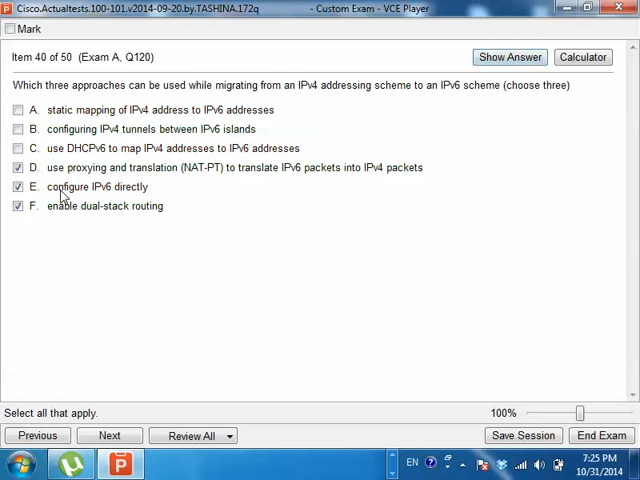 Cisco.Actualtests.100-101.v2014-09-20.by.TASHINA.172q - Custom Exam - VCE Player
Mark
Item 40 of 50 (Exam A, Q120)
Show Answer
Calculator
Which three approaches can be used while migrating from an IPv4 addressing scheme to an IPv6 scheme (choose three)
A. static mapping of IPv4 address to IPv6 addresses
B. configuring IPv4 tunnels between IPv6 islands
C. use DHCPv6 to map IPv4 addresses to IPv6 addresses
D. use proxying and translation (NAT-PT) to translate IPv6 packets into IPv4 packets
E. configure IPv6 directly
F. enable dual-stack routing
Select all that apply.
100%
Previous
Next
Review All
Save Session
End Exam
EN
7:25 PM
10/31/2014